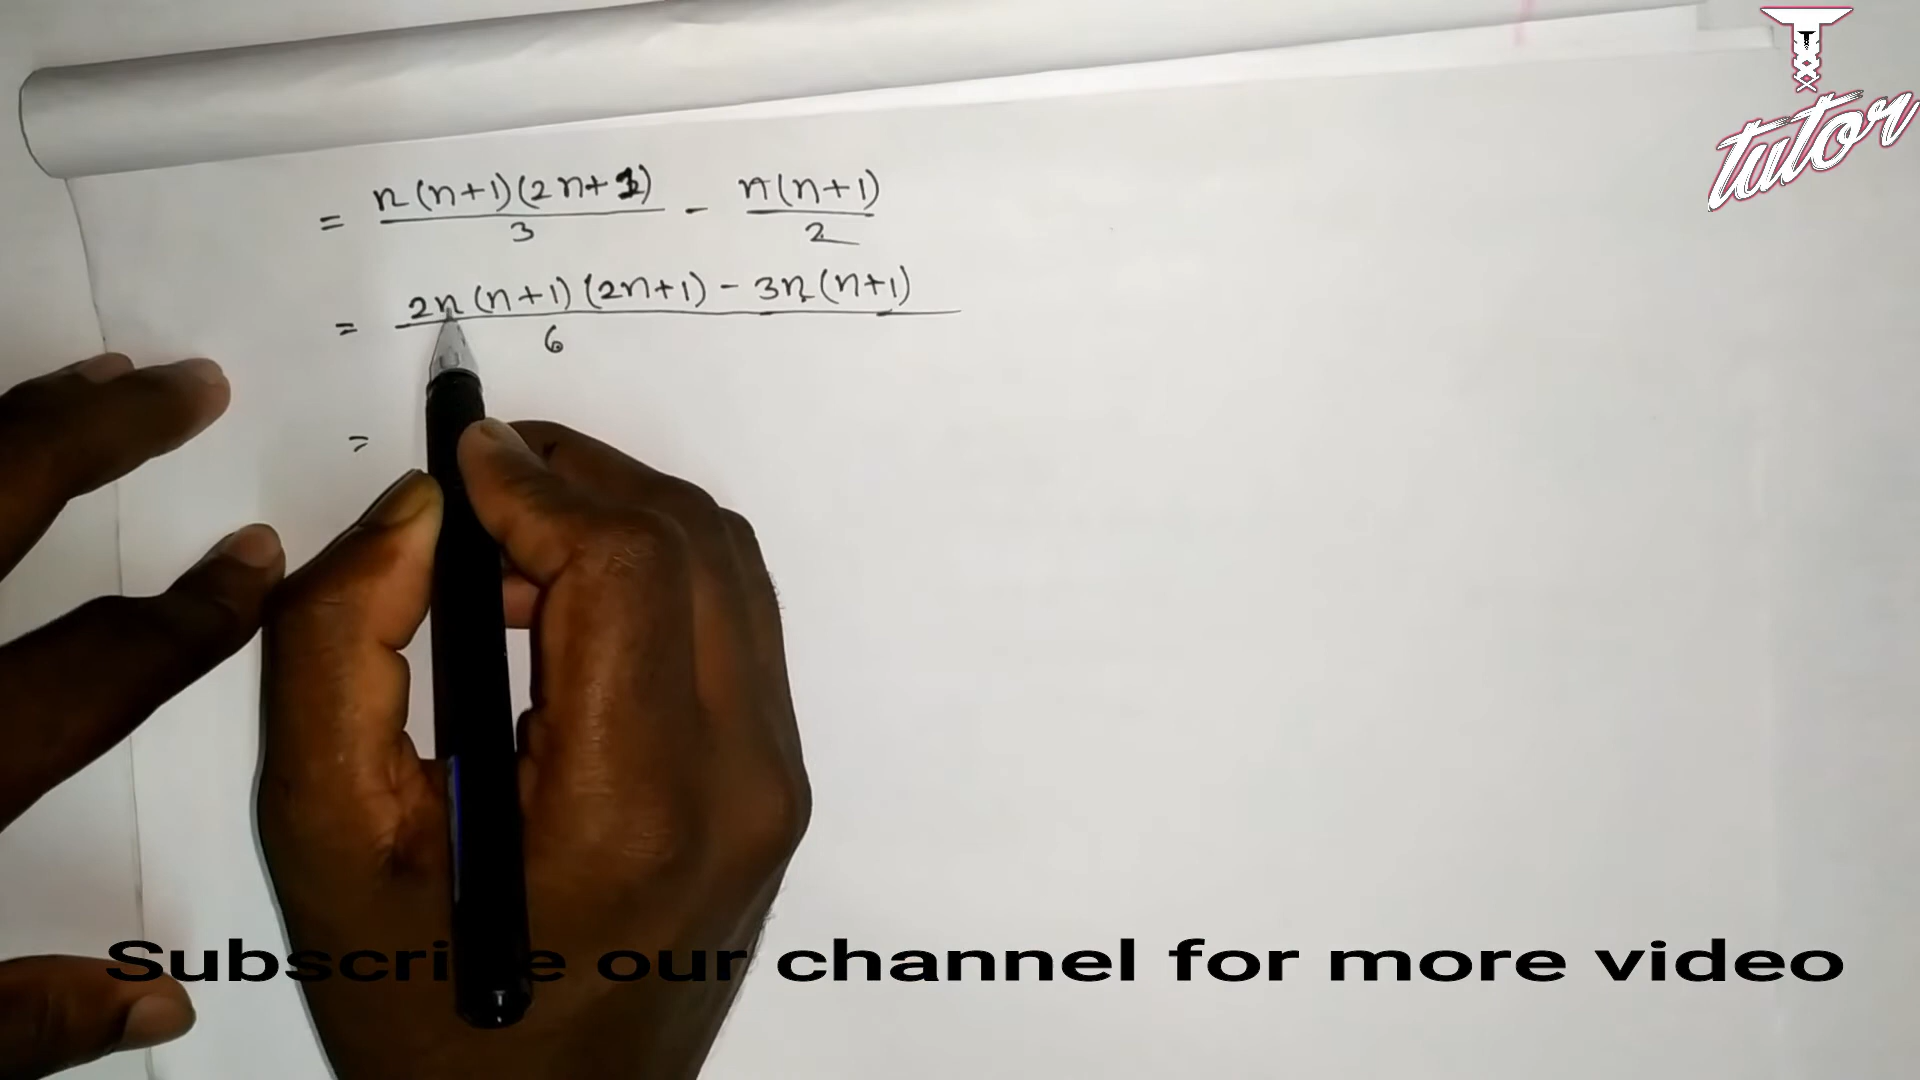 = n(n+1)(2n+1)/3 - n(n+1)/2
= 2n(n+1)(2n+1) - 3n(n+1)/6
=
T
tutor
Subscribe our channel for more video